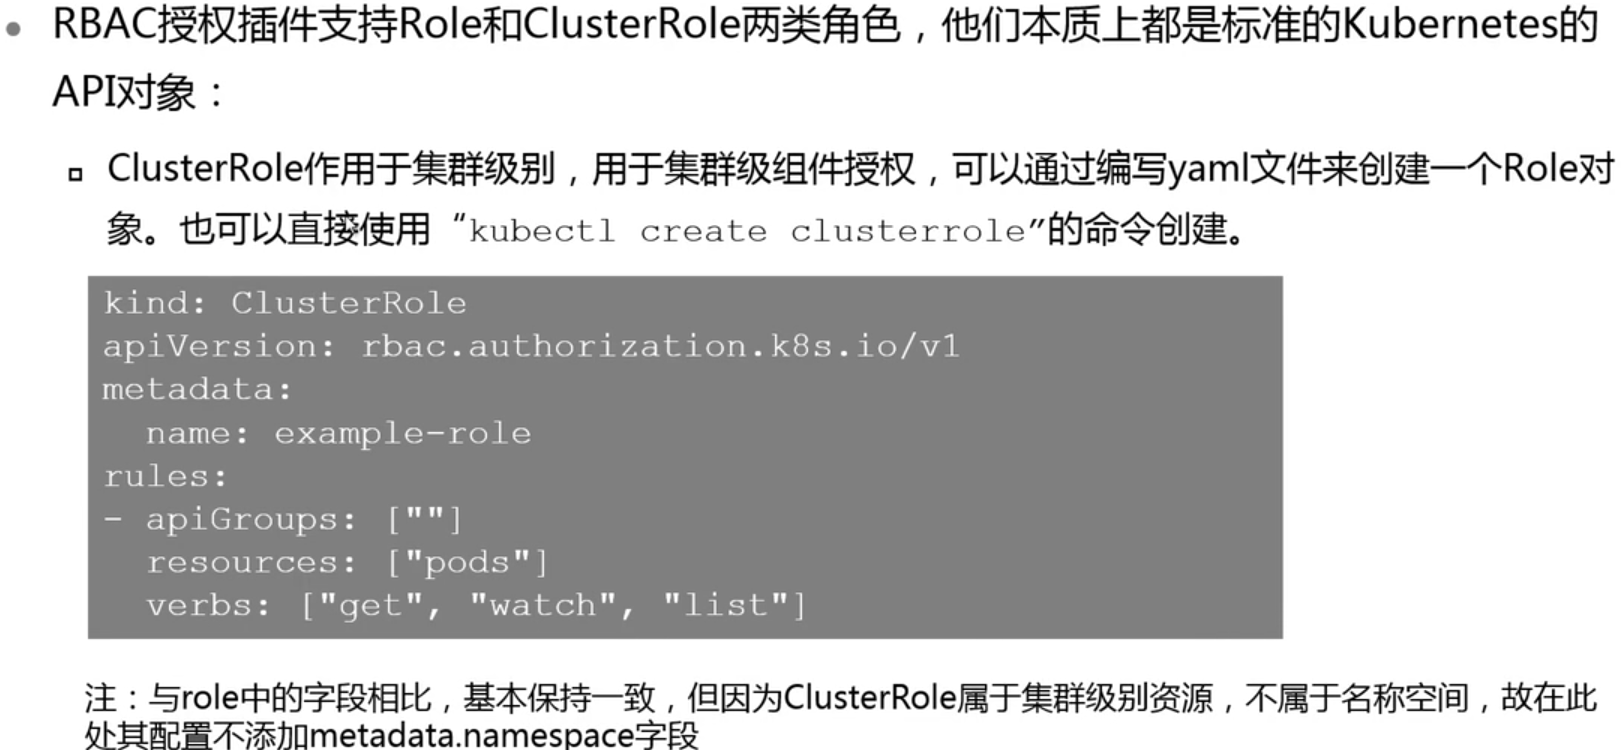 RBAC授权插件支持Role和ClusterRole两类角色，他们本质上都是标准的Kubernetes的
API对象：
ClusterRole作用于集群级别，用于集群级组件授权，可以通过编写yaml文件来创建一个Role对
象。也可以直接使用“kubectl create clusterrole”的命令创建。
kind: ClusterRole
apiVersion: rbac.authorization.k8s.io/v1
metadata:
  name: example-role
rules:
- apiGroups: [""]
  resources: ["pods"]
  verbs: ["get", "watch", "list"]
注：与role中的字段相比，基本保持一致，但因为ClusterRole属于集群级别资源，不属于名称空间，故在此
处其配置不添加metadata.namespace字段